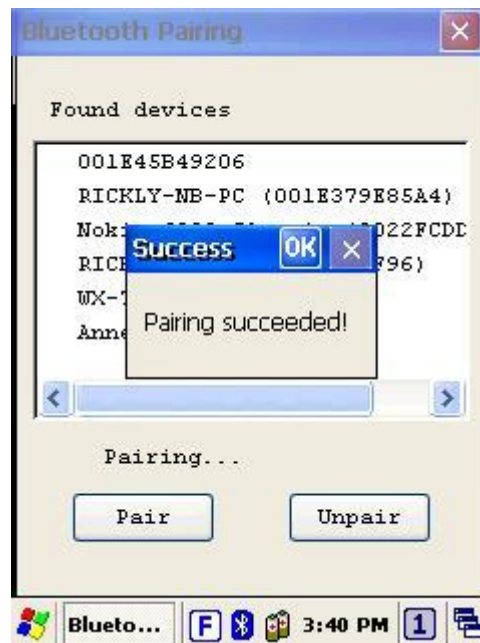 Bluetooth Pairing
Found devices
001E45B49206
RICKLY-NB-PC (001E379E85A4)
022FCDD
Success OK
F96)
WX-
Pairing succeeded!
Pairing...
Pair Unpair
Blueto... F 3:40 PM 1